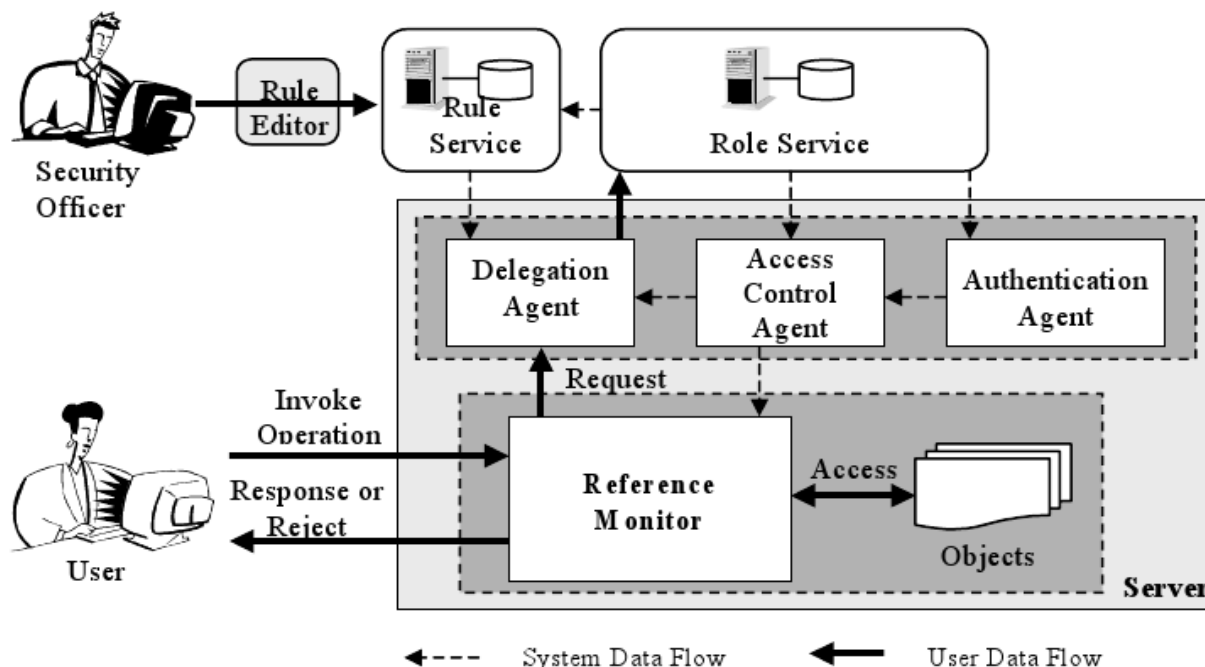 Rule
Editor
Rule
Service
Role Service
Security
Officer
Delegation
Agent
Access
Control
Agent
Authentication
Agent
Request
Invoke
Operation
Response or
Reject
User
Reference
Monitor
Access
Objects
Server
System Data Flow
User Data Flow